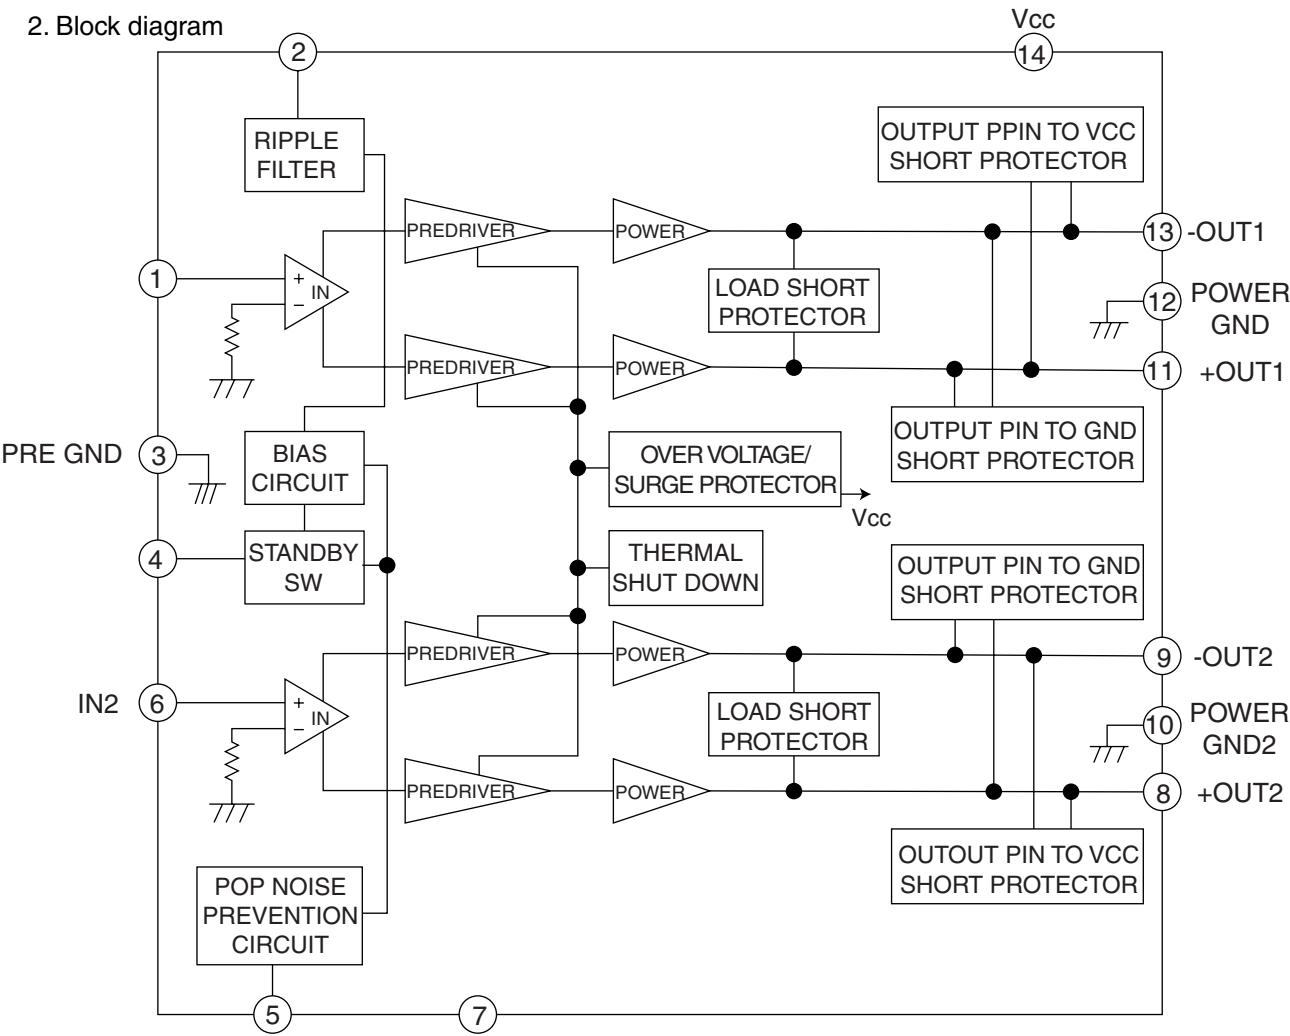 2. Block diagram
Vcc
2
14
RIPPLE
FILTER
OUTPUT PPIN TO VCC
SHORT PROTECTOR
PREDRIVER
POWER
13
-OUT1
1
+
IN
−
LOAD SHORT
PROTECTOR
12
POWER
GND
PREDRIVER
POWER
11
+OUT1
PRE GND
3
BIAS
CIRCUIT
OVER VOLTAGE/
SURGE PROTECTOR
Vcc
OUTPUT PIN TO GND
SHORT PROTECTOR
4
STANDBY
SW
THERMAL
SHUT DOWN
OUTPUT PIN TO GND
SHORT PROTECTOR
PREDRIVER
POWER
9
-OUT2
IN2
6
+
IN
−
LOAD SHORT
PROTECTOR
10
POWER
GND2
PREDRIVER
POWER
8
+OUT2
POP NOISE
PREVENTION
CIRCUIT
OUTOUT PIN TO VCC
SHORT PROTECTOR
5
7